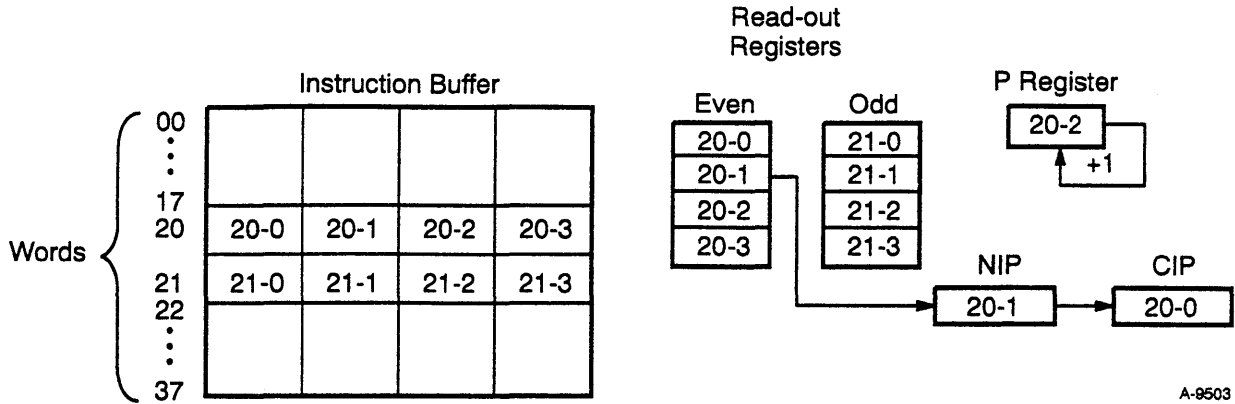 Read-out
Registers
Instruction Buffer
Even
Odd
P Register
Words
00
17
20
21
22
37
20-0 20-1 20-2 20-3
21-0 21-1 21-2 21-3
20-0
20-1
20-2
20-3
21-0
21-1
21-2
21-3
20-2
+1
NIP
20-1
CIP
20-0
A-9503